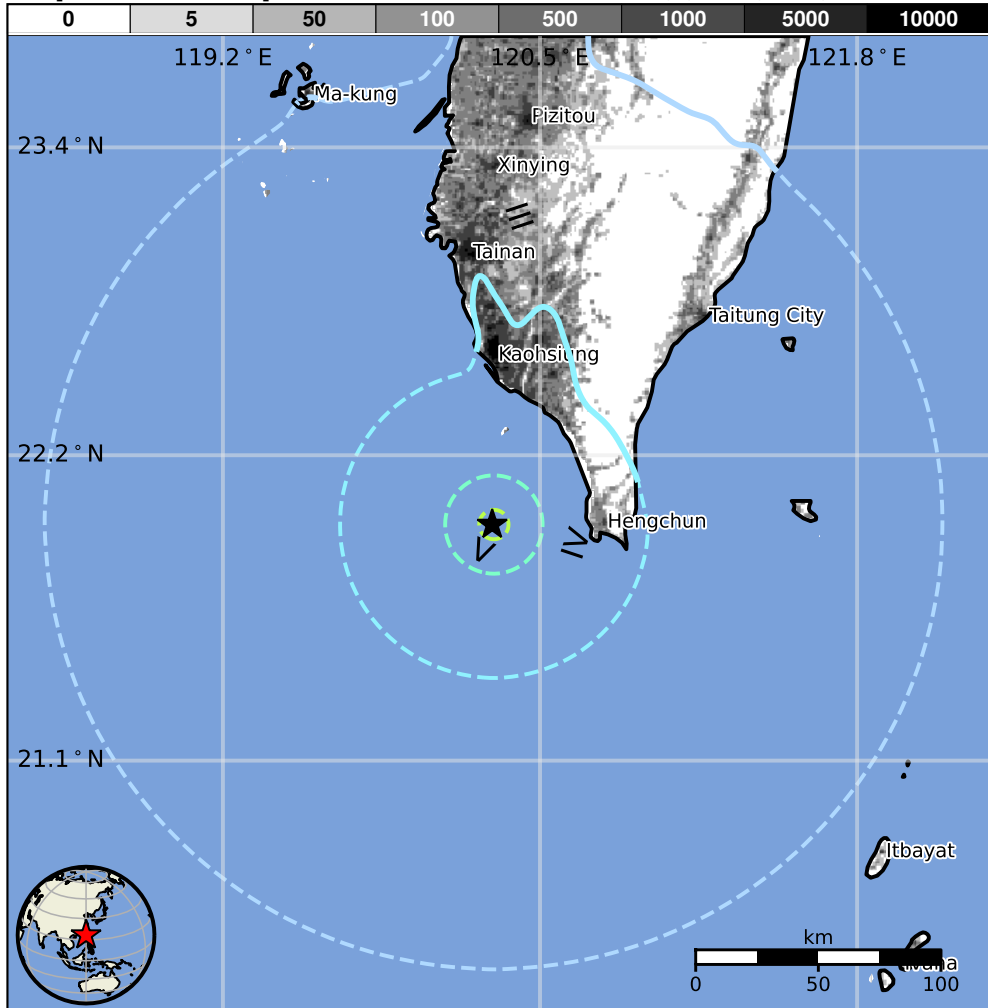 0 5 50 100 500 1000 5000 10000
119.2°E 120.5°E 121.8°E
Ma-kung
Pizitou
23.4°N
Xinying
Tainan
Taitung City
Kaohsiung
22.2°N
Hengchun
21.1°N
Itbayat
km
0 50 100